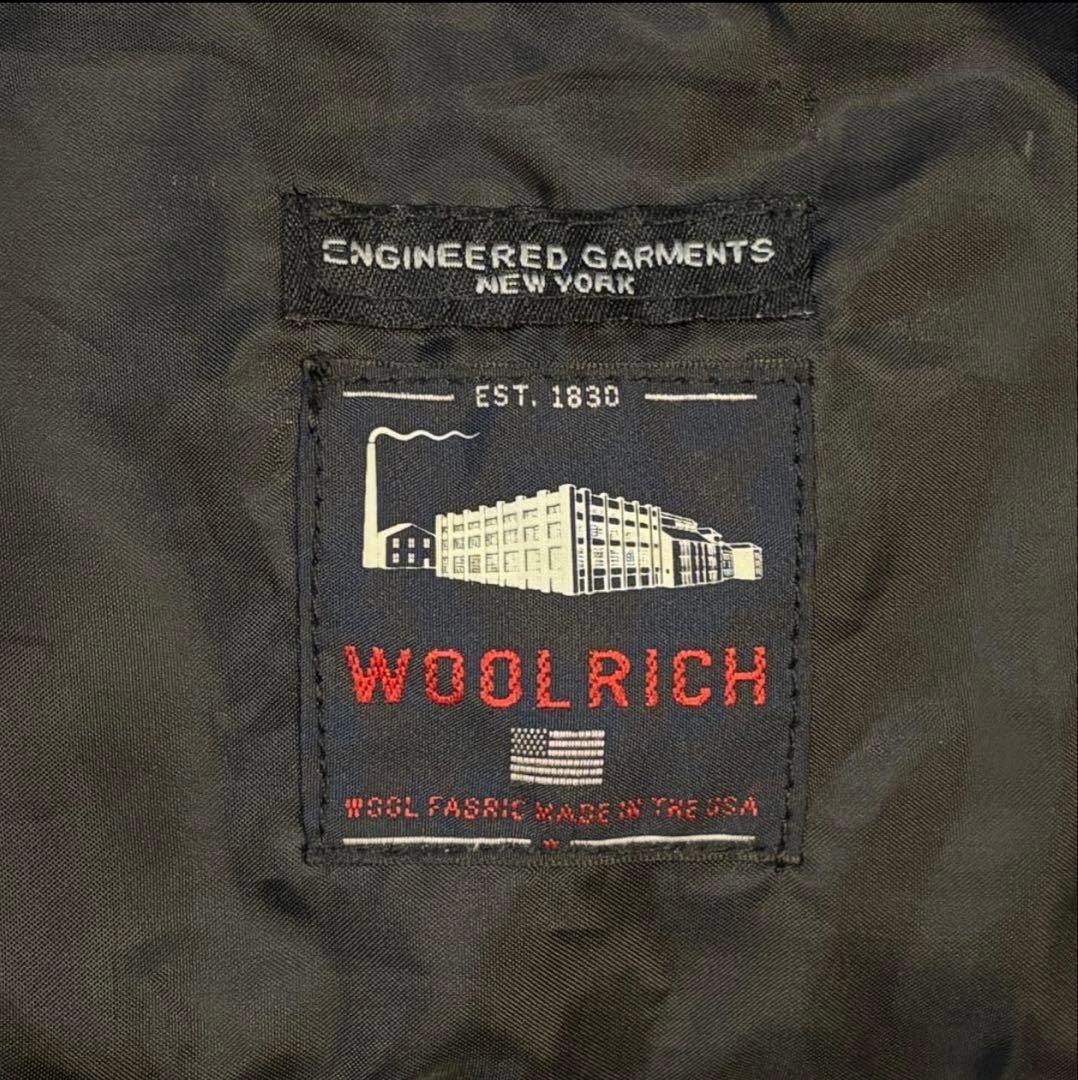 ENGINEERED GARMENTS
NEW YORK
EST. 1830
WOOLRICH
WOOL FABRIC MADE IN THE USA